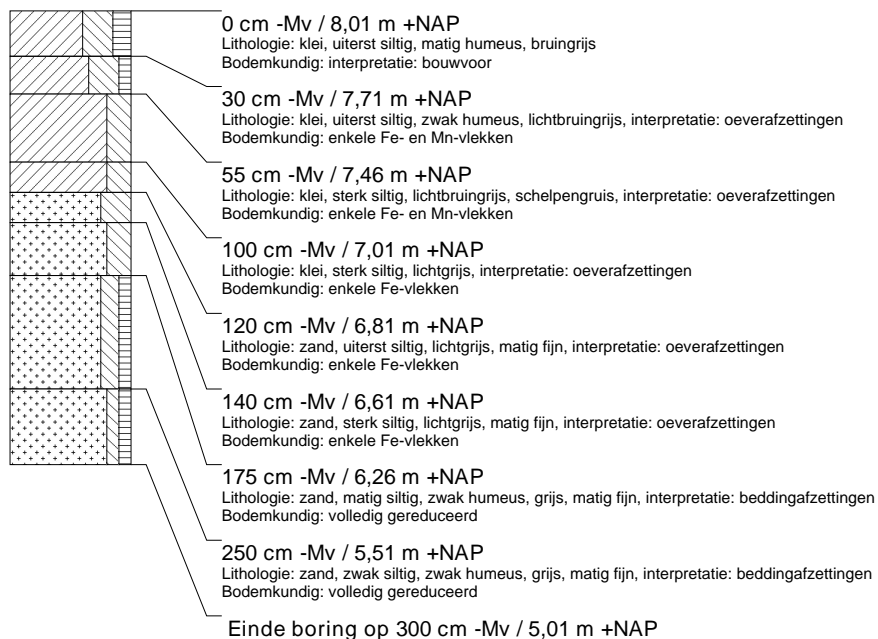 0 cm -Mv / 8,01 m +NAP
Lithologie: klei, uiterst siltig, matig humeus, bruingrijs
Bodemkundig: interpretatie: bouwvoor
30 cm -Mv / 7,71 m +NAP
Lithologie: klei, uiterst siltig, zwak humeus, lichtbruingrijs, interpretatie: oeverafzettingen
Bodemkundig: enkele Fe- en Mn-vlekken
55 cm -Mv / 7,46 m +NAP
Lithologie: klei, sterk siltig, lichtbruingrijs, schelpengruis, interpretatie: oeverafzettingen
Bodemkundig: enkele Fe- en Mn-vlekken
100 cm -Mv / 7,01 m +NAP
Lithologie: klei, sterk siltig, lichtgrijs, interpretatie: oeverafzettingen
Bodemkundig: enkele Fe-vlekken
120 cm -Mv / 6,81 m +NAP
Lithologie: zand, uiterst siltig, lichtgrijs, matig fijn, interpretatie: oeverafzettingen
Bodemkundig: enkele Fe-vlekken
140 cm -Mv / 6,61 m +NAP
Lithologie: zand, sterk siltig, lichtgrijs, matig fijn, interpretatie: oeverafzettingen
Bodemkundig: enkele Fe-vlekken
175 cm -Mv / 6,26 m +NAP
Lithologie: zand, matig siltig, zwak humeus, grijs, matig fijn, interpretatie: beddingafzettingen
Bodemkundig: volledig gereduceerd
250 cm -Mv / 5,51 m +NAP
Lithologie: zand, zwak siltig, zwak humeus, grijs, matig fijn, interpretatie: beddingafzettingen
Bodemkundig: volledig gereduceerd
Einde boring op 300 cm -Mv / 5,01 m +NAP